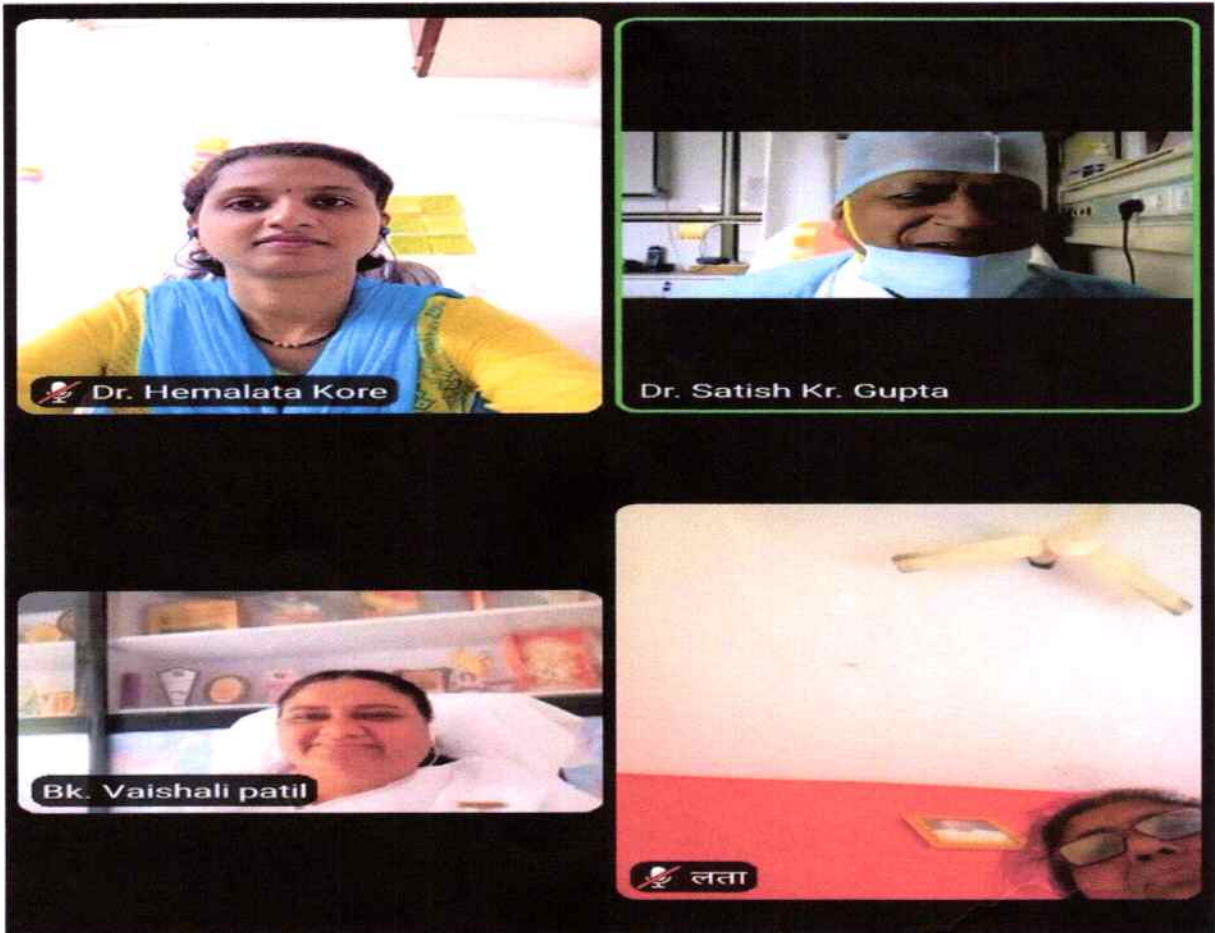 Dr. Hemalata Kore
Dr. Satish Kr. Gupta
Bk. Vaishali patil
लता